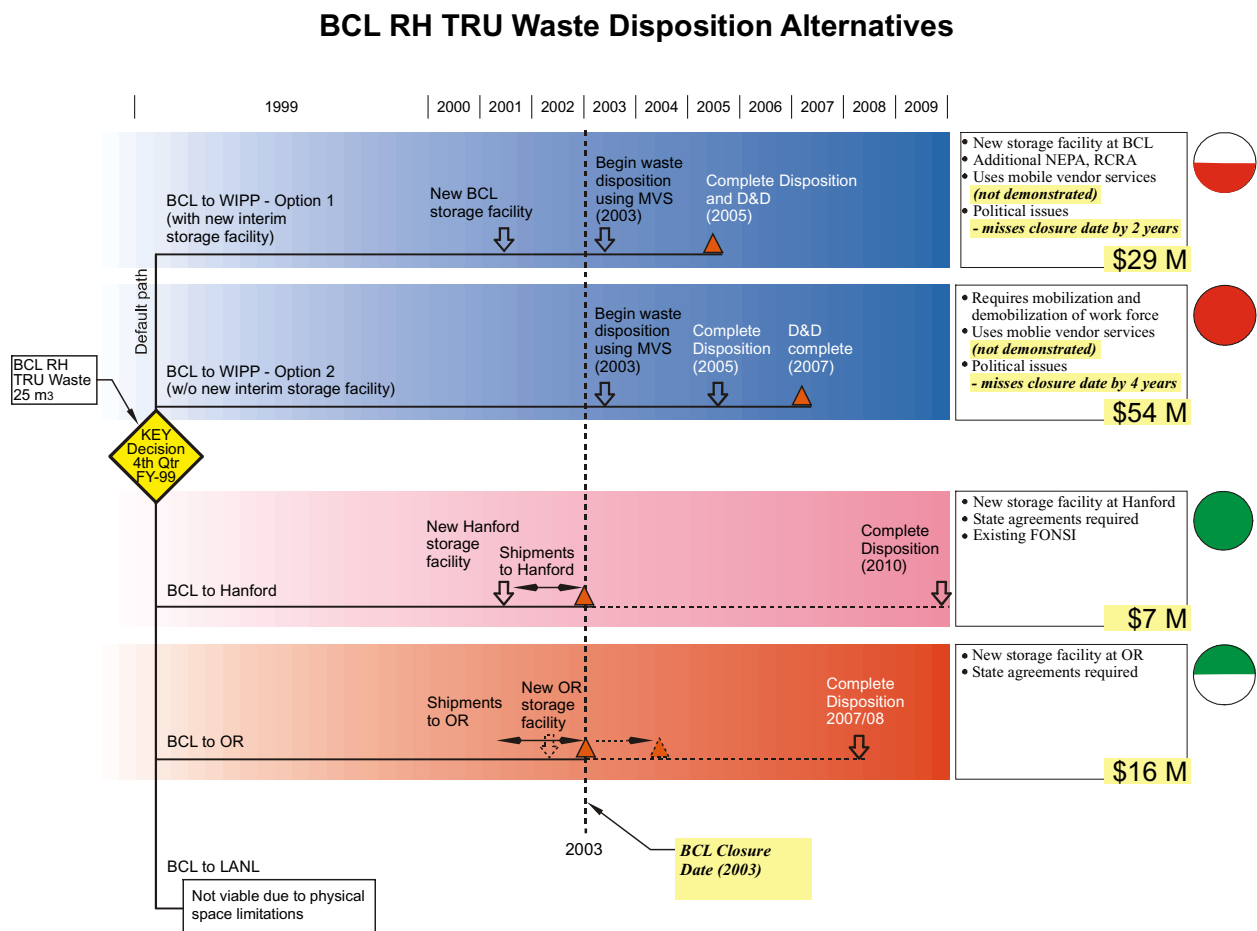 BCL RH TRU Waste Disposition Alternatives
1999
2000
2001
2002
2003
2004
2005
2006
2007
2008
2009
BCL to WIPP - Option 1
(with new interim
storage facility)
New BCL
storage facility
Begin waste
disposition
using MVS
(2003)
Complete Disposition
and D&D
(2005)
• New storage facility at BCL
• Additional NEPA, RCRA
• Uses mobile vendor services
(not demonstrated)
• Political issues
- misses closure date by 2 years
$29 M
Default path
BCL to WIPP - Option 2
(w/o new interim storage facility)
Begin waste
disposition
using MVS
(2003)
Complete
Disposition
(2005)
D&D
complete
(2007)
• Requires mobilization and
demobilization of work force
• Uses moblie vendor services
(not demonstrated)
• Political issues
- misses closure date by 4 years
$54 M
BCL RH
TRU Waste
25 m3
KEY
Decision
4th Qtr
FY-99
BCL to Hanford
New Hanford
storage
facility
Shipments
to Hanford
Complete
Disposition
(2010)
• New storage facility at Hanford
• State agreements required
• Existing FONSI
$7 M
BCL to OR
Shipments
to OR
New OR
storage
facility
Complete
Disposition
2007/08
• New storage facility at OR
• State agreements required
$16 M
2003
BCL Closure
Date (2003)
BCL to LANL
Not viable due to physical
space limitations